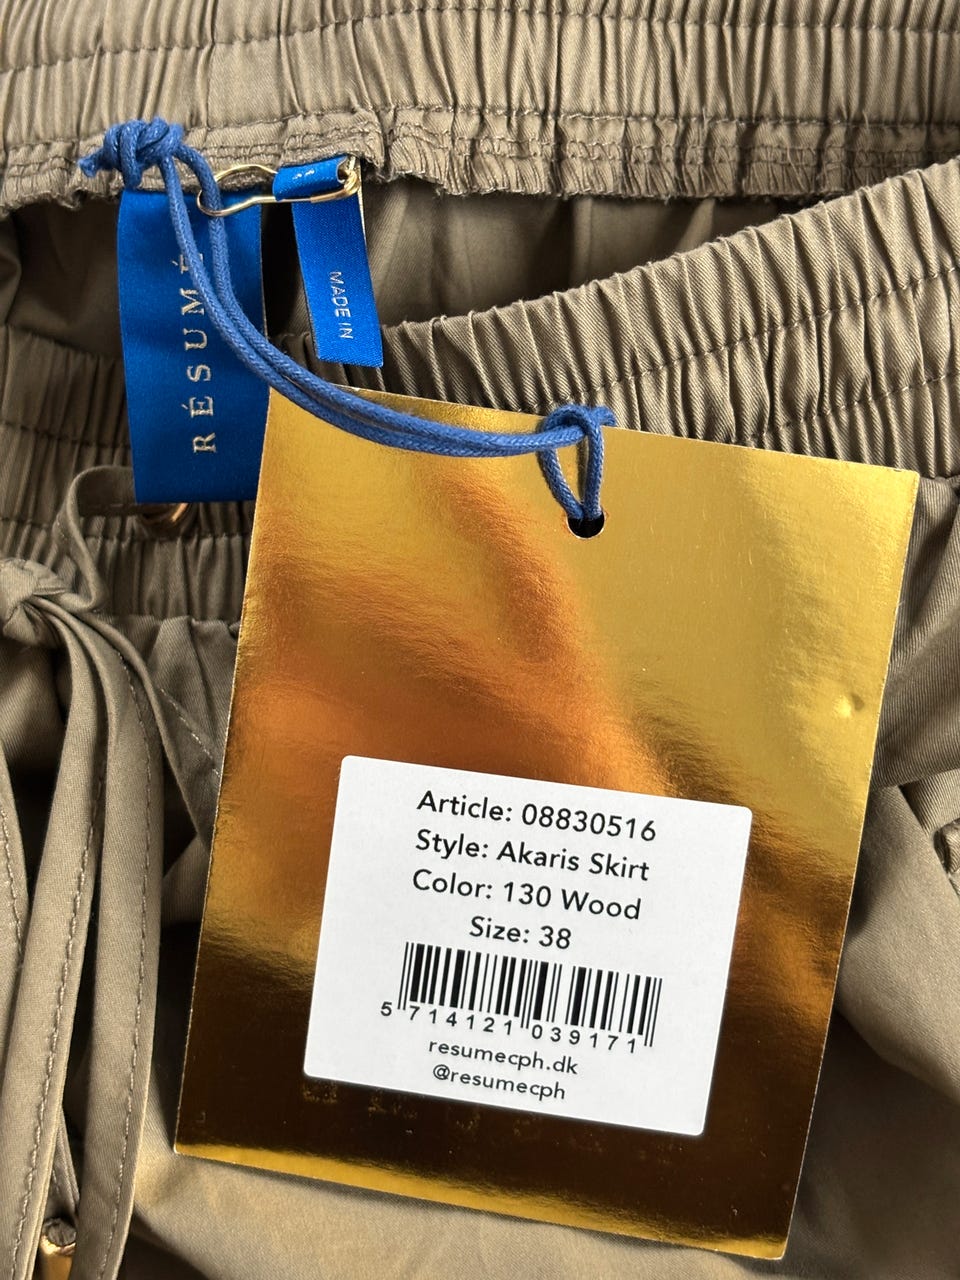 RÉSUMÉ
MADE IN
Article: 08830516
Style: Akaris Skirt
Color: 130 Wood
Size: 38
5 714121 039171
resumecph.dk
@resumecph